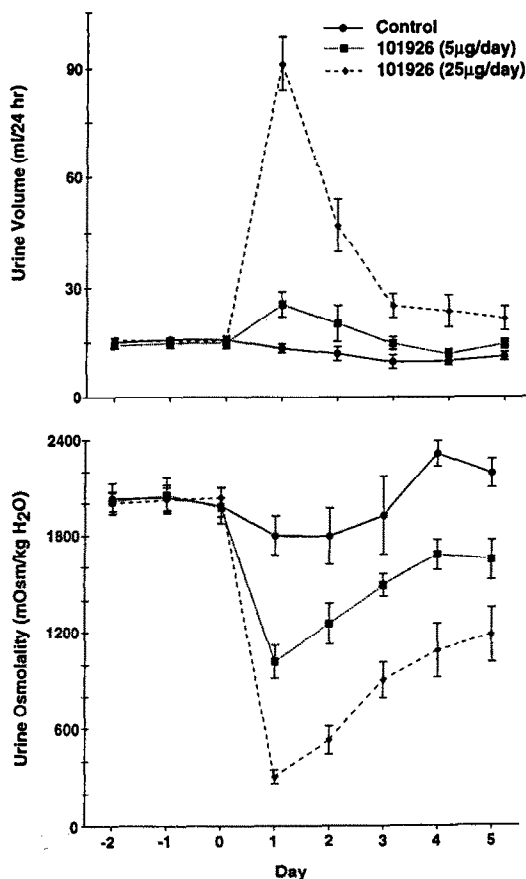 Control
101926 (5μg/day)
101926 (25μg/day)
Urine Volume (ml/24 hr)
90
60
30
0
Urine Osmolality (mOsm/kg H2O)
2400
1800
1200
600
0
-2 -1 0 1 2 3 4 5
Day